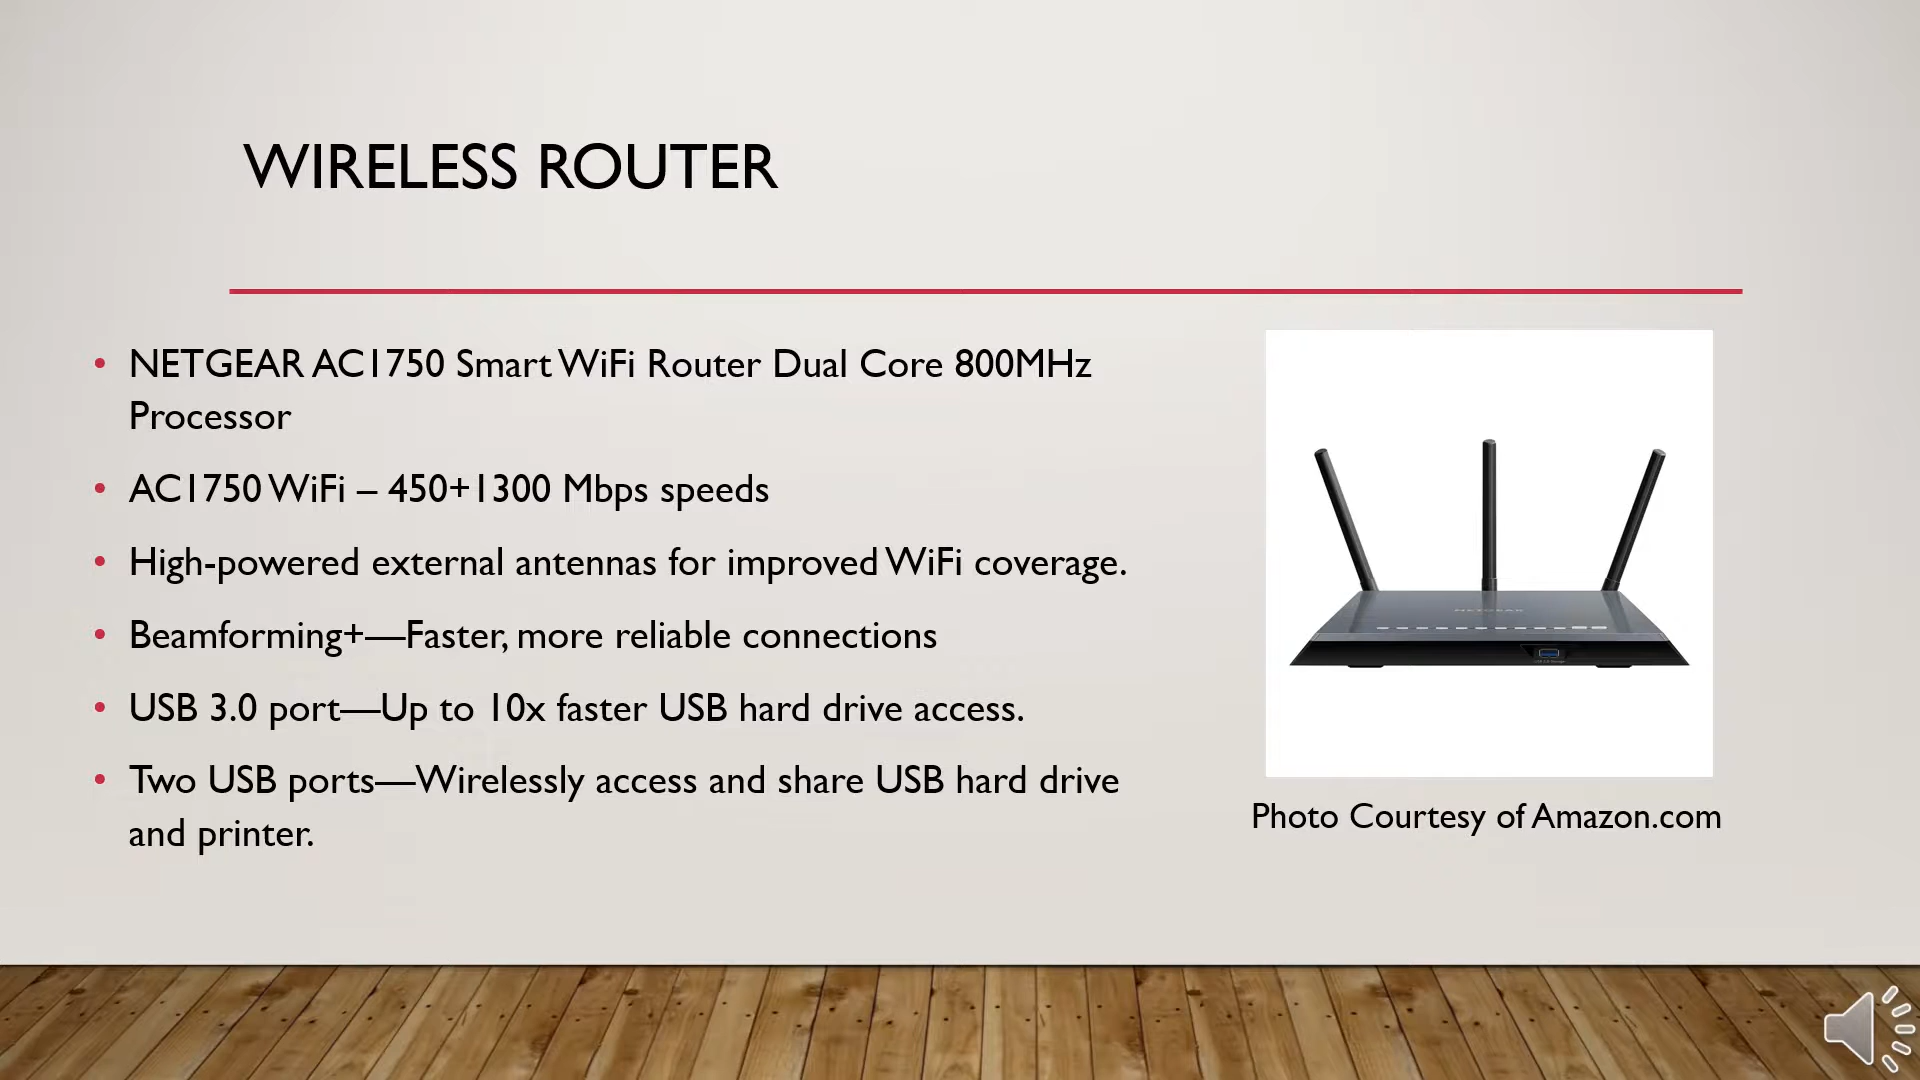 WIRELESS ROUTER
• NETGEAR AC1750 Smart WiFi Router Dual Core 800MHz
Processor
• AC1750 WiFi – 450+1300 Mbps speeds
• High-powered external antennas for improved WiFi coverage.
• Beamforming+—Faster, more reliable connections
• USB 3.0 port—Up to 10x faster USB hard drive access.
• Two USB ports—Wirelessly access and share USB hard drive
and printer.
NETGEAR
Photo Courtesy of Amazon.com